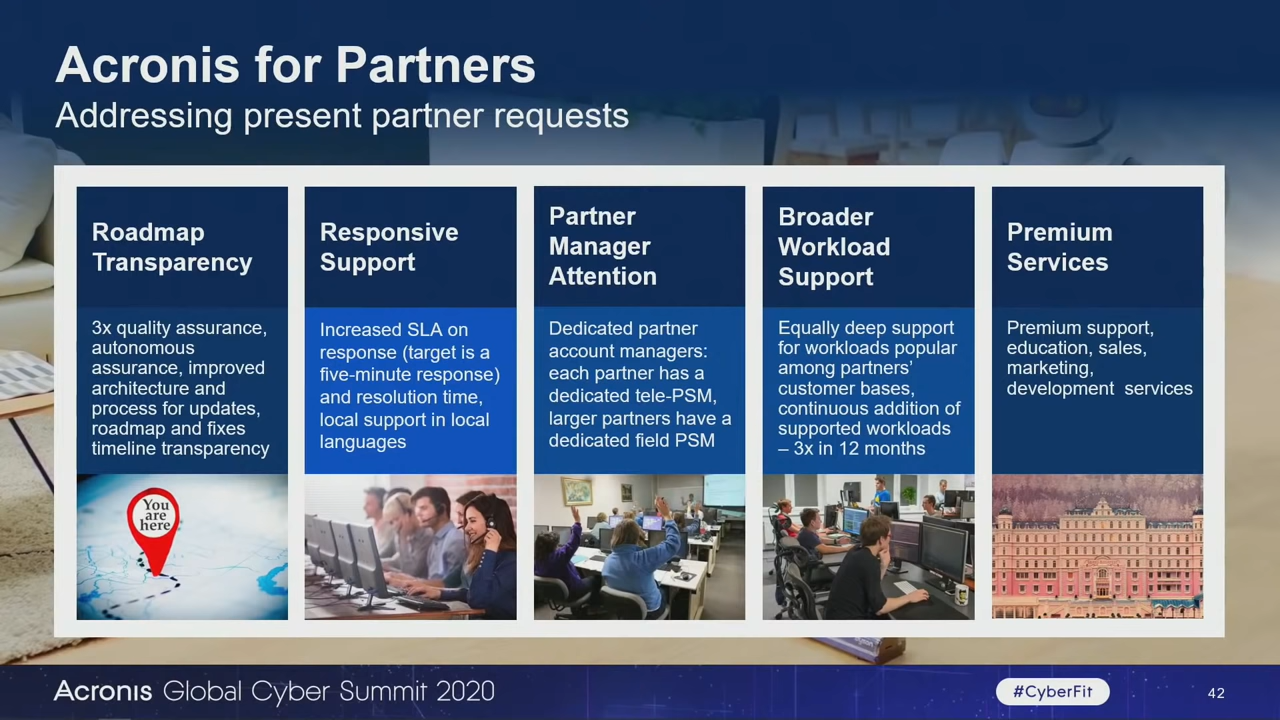 Acronis for Partners
Addressing present partner requests
Roadmap
Transparency
3x quality assurance,
autonomous
assurance, improved
architecture and
process for updates,
roadmap and fixes
timeline transparency
You
are
here
Responsive
Support
Increased SLA on
response (target is a
five-minute response)
and resolution time,
local support in local
languages
Partner
Manager
Attention
Dedicated partner
account managers:
each partner has a
dedicated tele-PSM,
larger partners have a
dedicated field PSM
Broader
Workload
Support
Equally deep support
for workloads popular
among partners’
customer bases,
continuous addition of
supported workloads
– 3x in 12 months
Premium
Services
Premium support,
education, sales,
marketing,
development services
Acronis Global Cyber Summit 2020
#CyberFit
42